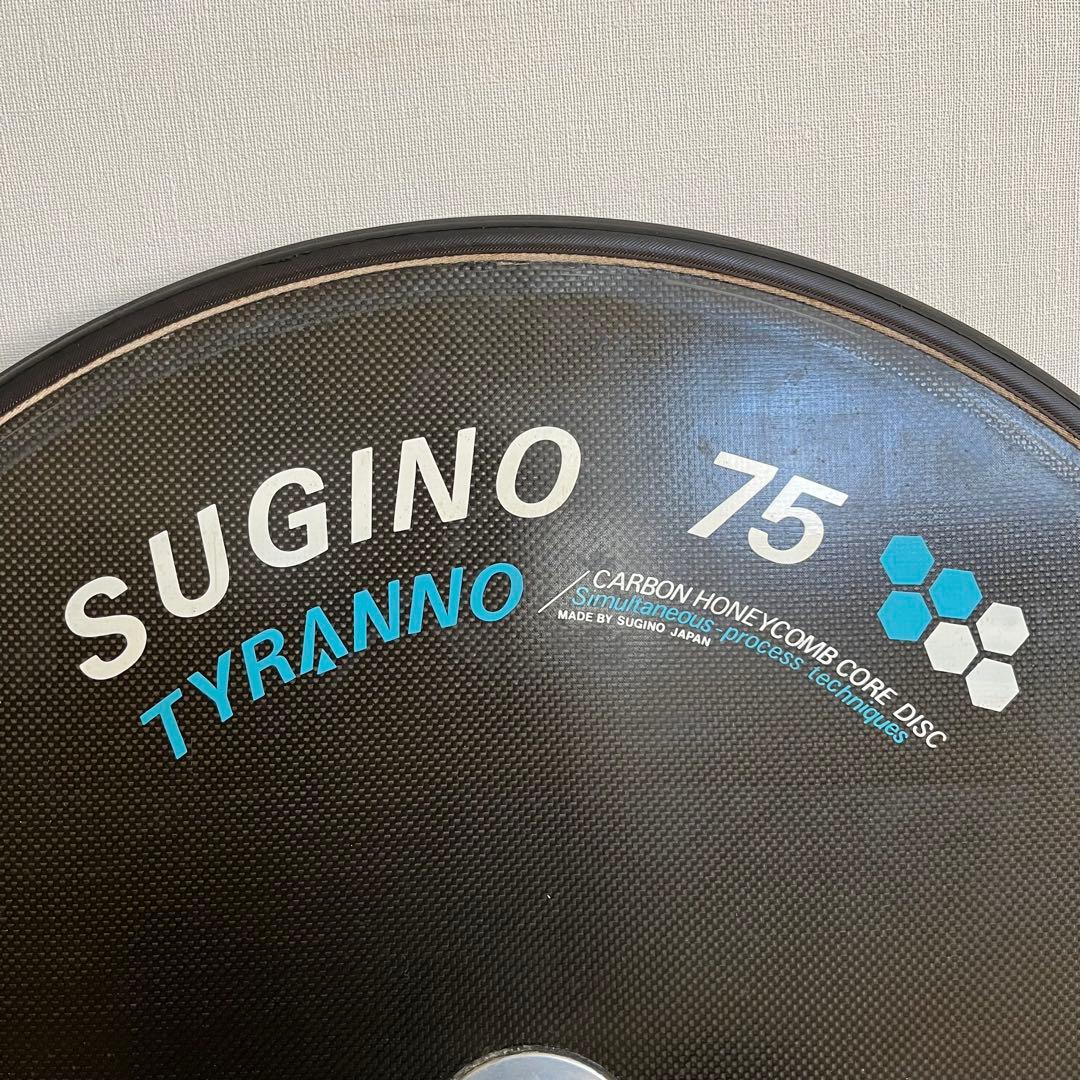 SUGINO 75
TYRANNO
CARBON HONEYCOMB CORE DISC
Simultaneous-process techniques
MADE BY SUGINO JAPAN